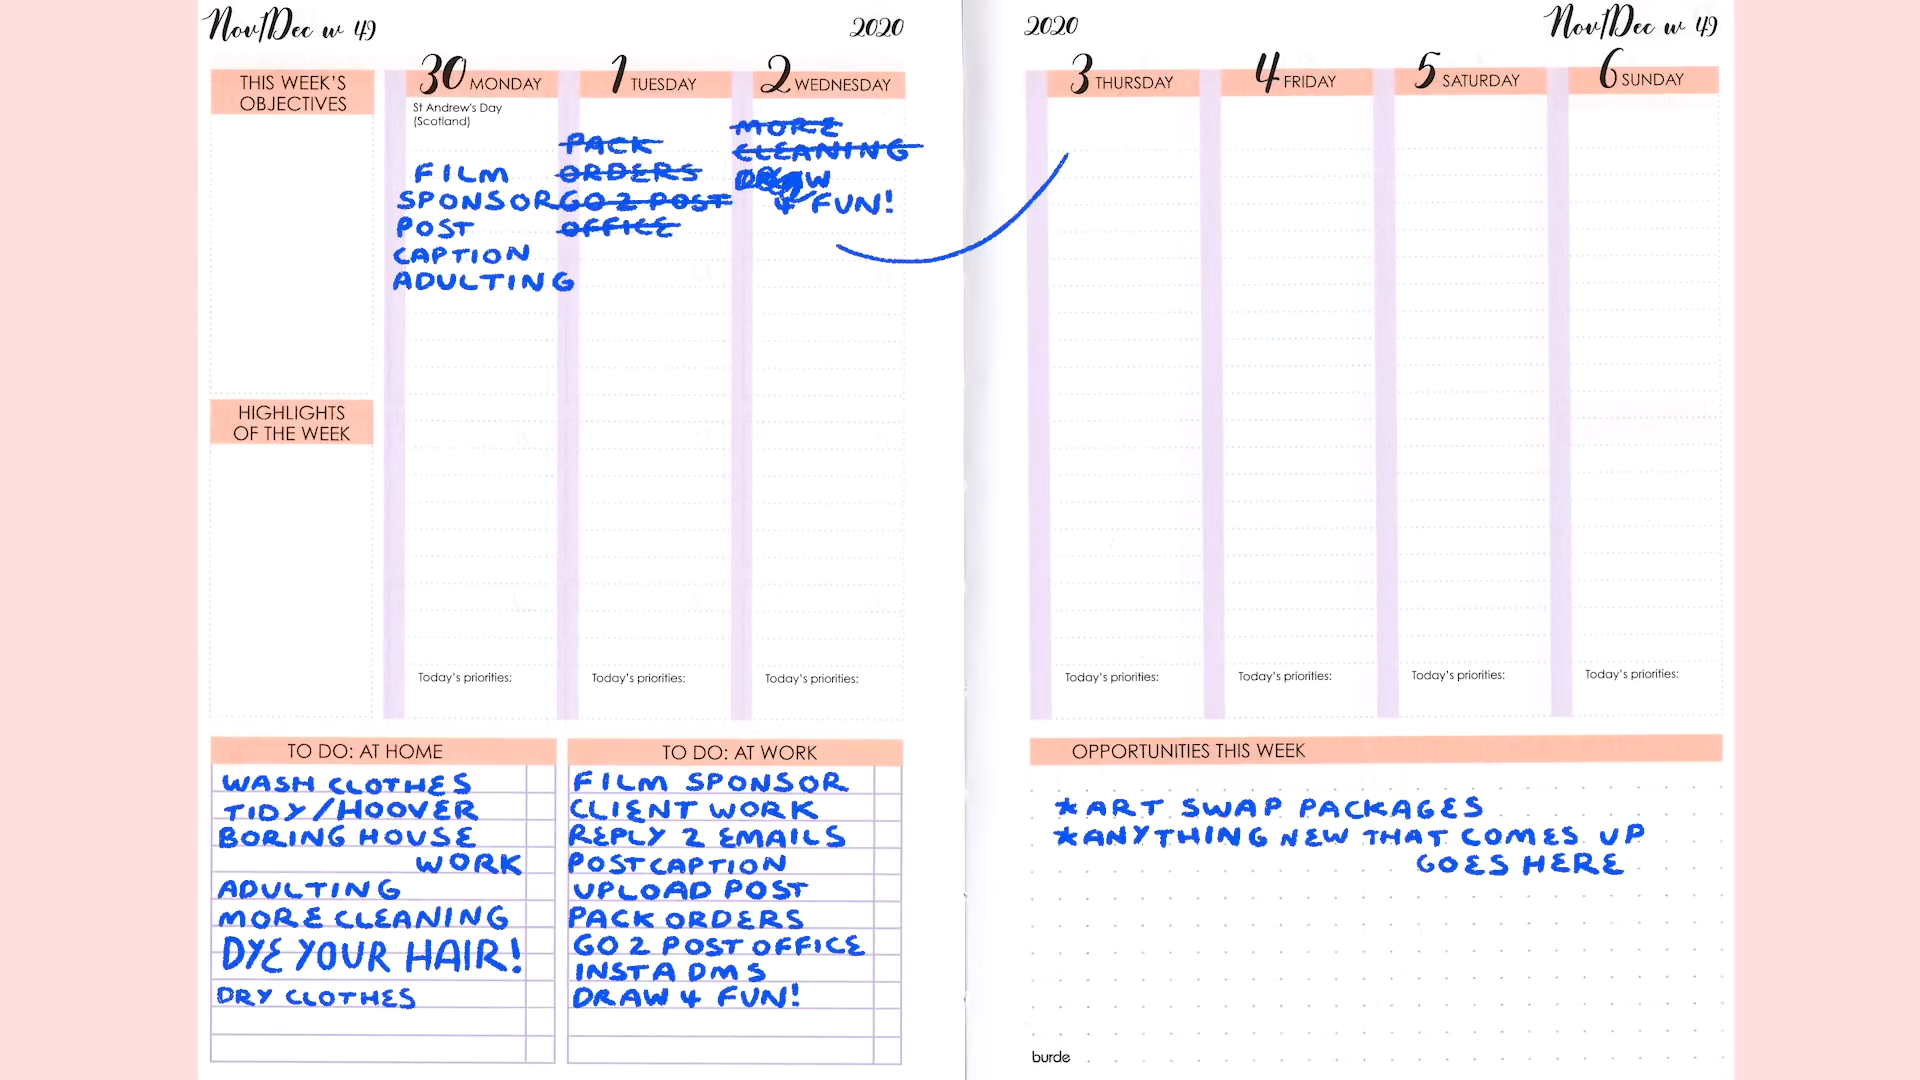 Nov/Dec w 49
2020
THIS WEEK'S
OBJECTIVES
HIGHLIGHTS
OF THE WEEK
30 MONDAY
St Andrew's Day
(Scotland)
FILM
SPONSOR
POST
CAPTION
ADULTING
Today's priorities:
1 TUESDAY
PACK
ORDERS
GO 2 POST
OFFICE
Today's priorities:
2 WEDNESDAY
MORE
CLEANING
DRAW
4 FUN!
Today's priorities:
TO DO: AT HOME
WASH CLOTHES
TIDY/HOOVER
BORING HOUSE
WORK
ADULTING
MORE CLEANING
DYE YOUR HAIR!
DRY CLOTHES
TO DO: AT WORK
FILM SPONSOR
CLIENT WORK
REPLY 2 EMAILS
POST CAPTION
UPLOAD POST
PACK ORDERS
GO 2 POST OFFICE
INSTA DMS
DRAW 4 FUN!
2020
Nov/Dec w 49
3 THURSDAY
Today's priorities:
4 FRIDAY
Today's priorities:
5 SATURDAY
Today's priorities:
6 SUNDAY
Today's priorities:
OPPORTUNITIES THIS WEEK
*ART SWAP PACKAGES
*ANYTHING NEW THAT COMES UP
GOES HERE
burde